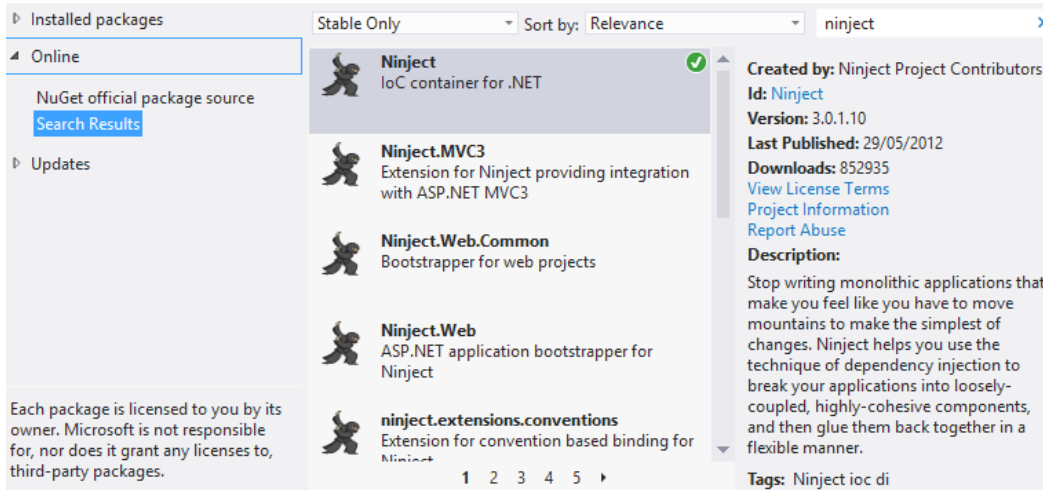 Installed packages
Online
NuGet official package source
Search Results
Updates
Each package is licensed to you by its
owner. Microsoft is not responsible
for, nor does it grant any licenses to,
third-party packages.
Stable Only
Sort by: Relevance
ninject
Ninject
IoC container for .NET
Ninject.MVC3
Extension for Ninject providing integration
with ASP.NET MVC3
Ninject.Web.Common
Bootstrapper for web projects
Ninject.Web
ASP.NET application bootstrapper for
Ninject
ninject.extensions.conventions
Extension for convention based binding for
Ninject
1 2 3 4 5
Created by: Ninject Project Contributors
Id: Ninject
Version: 3.0.1.10
Last Published: 29/05/2012
Downloads: 852935
View License Terms
Project Information
Report Abuse
Description:
Stop writing monolithic applications that
make you feel like you have to move
mountains to make the simplest of
changes. Ninject helps you use the
technique of dependency injection to
break your applications into loosely-
coupled, highly-cohesive components,
and then glue them back together in a
flexible manner.
Tags: Ninject ioc di